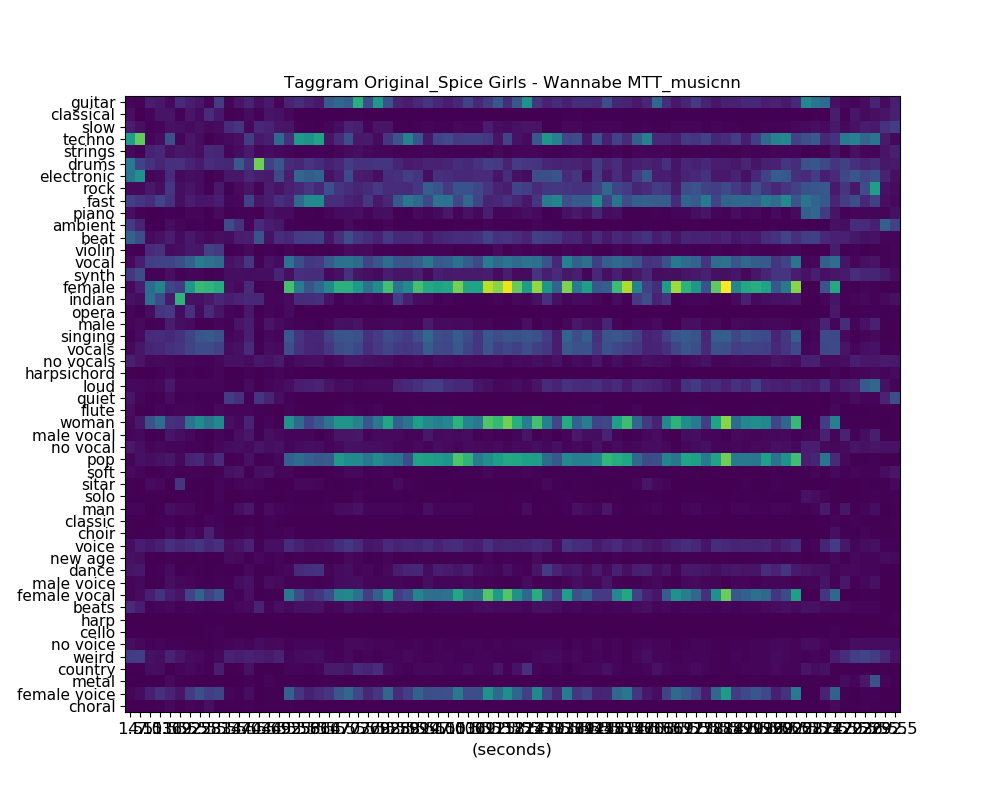 Taggram Original_Spice Girls - Wannabe MTT_musicnn
guitar
classical
slow
techno
strings
drums
electronic
rock
fast
piano
ambient
beat
violin
vocal
synth
female
indian
opera
male
singing
vocals
no vocals
harpsichord
loud
quiet
flute
woman
male vocal
no vocal
pop
soft
sitar
solo
man
classic
choir
voice
new age
dance
male voice
female vocal
beats
harp
cello
no voice
weird
country
metal
female voice
choral
(seconds)